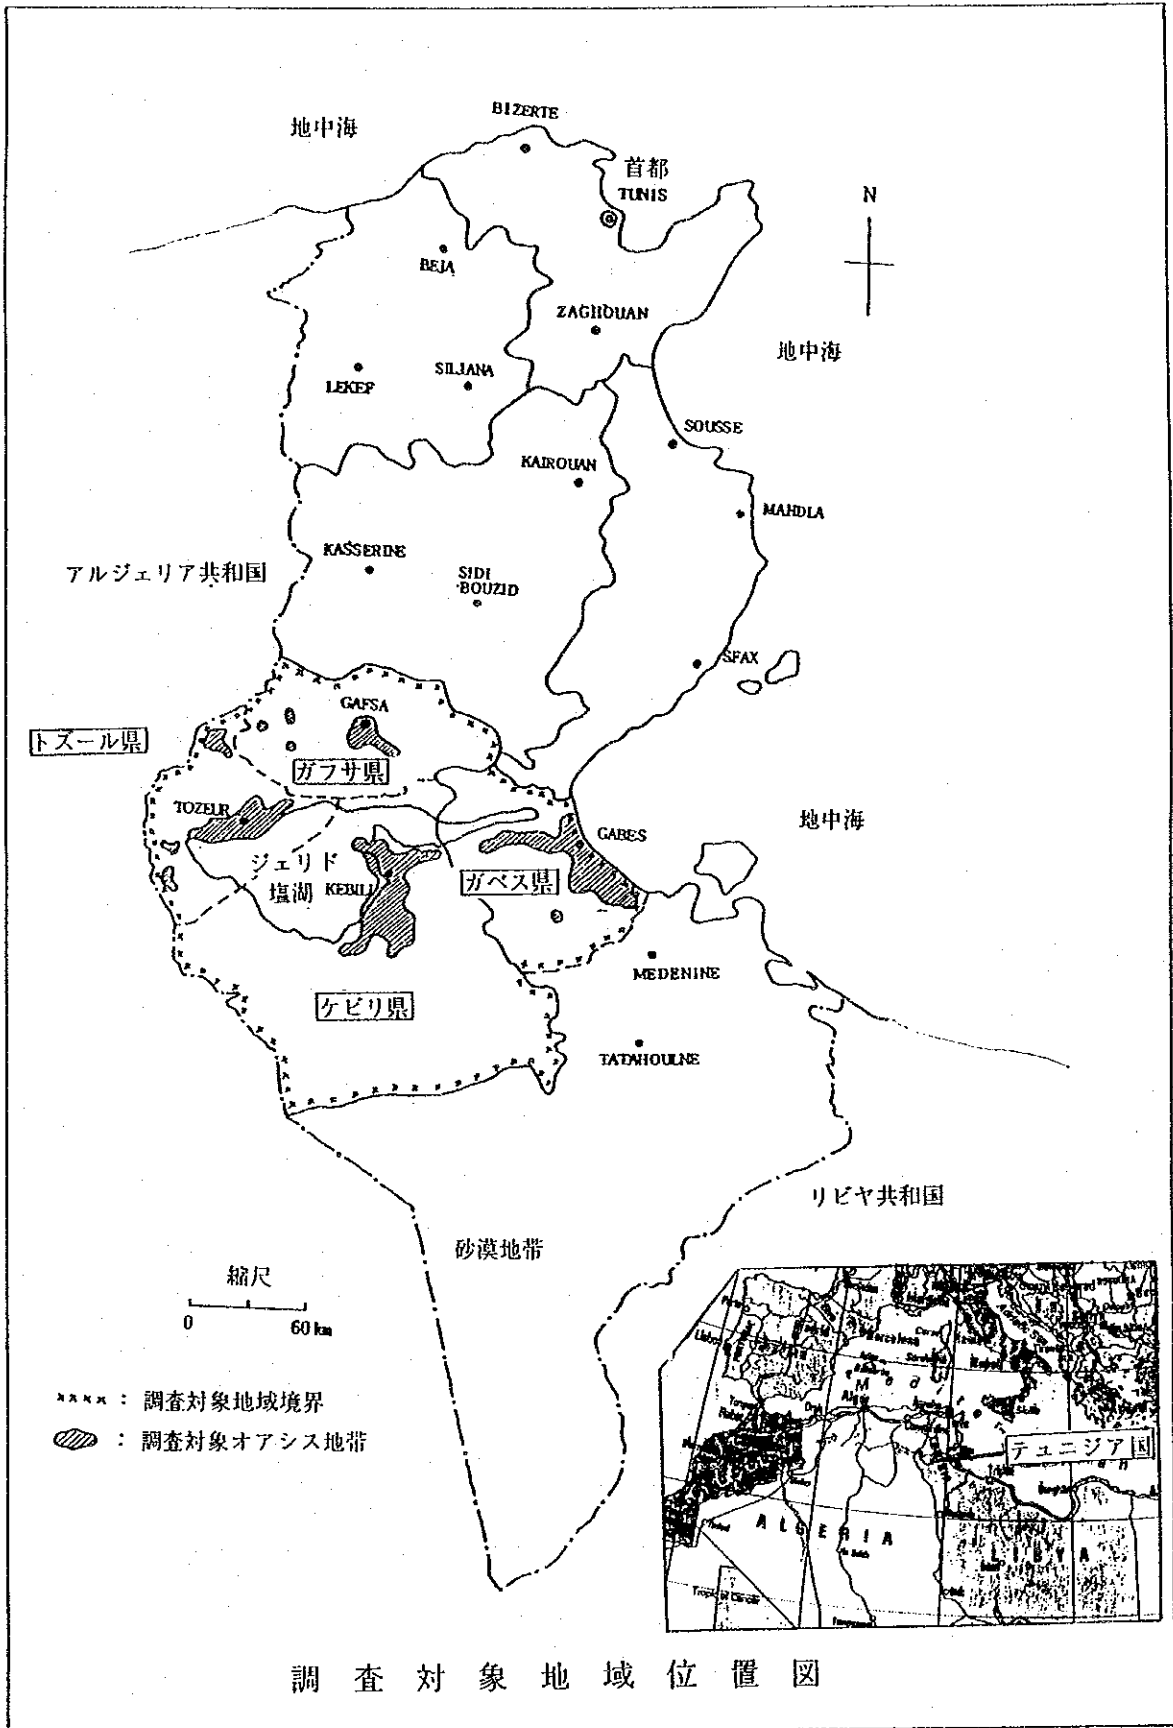 BIZERTE
地中海
首都
TUNIS
N
BEJA
ZAGHOUAN
地中海
LEKEF
SILJANA
SOUSSE
KAIROUAN
MAHDLA
KASSERINE
アルジェリア共和国
SIDI
BOUZID
SFAX
GAFSA
トズール県
ガフサ県
TOZEUR
地中海
GABES
ジェリド
塩湖
KEBILI
ガベス県
MEDENINE
ケビリ県
TATAHOULNE
リビヤ共和国
砂漠地帯
縮尺
0 60km
：調査対象地域境界
：調査対象オアシス地帯
テュニジア国
ALGERIA
LIBYA
調査対象地域位置図